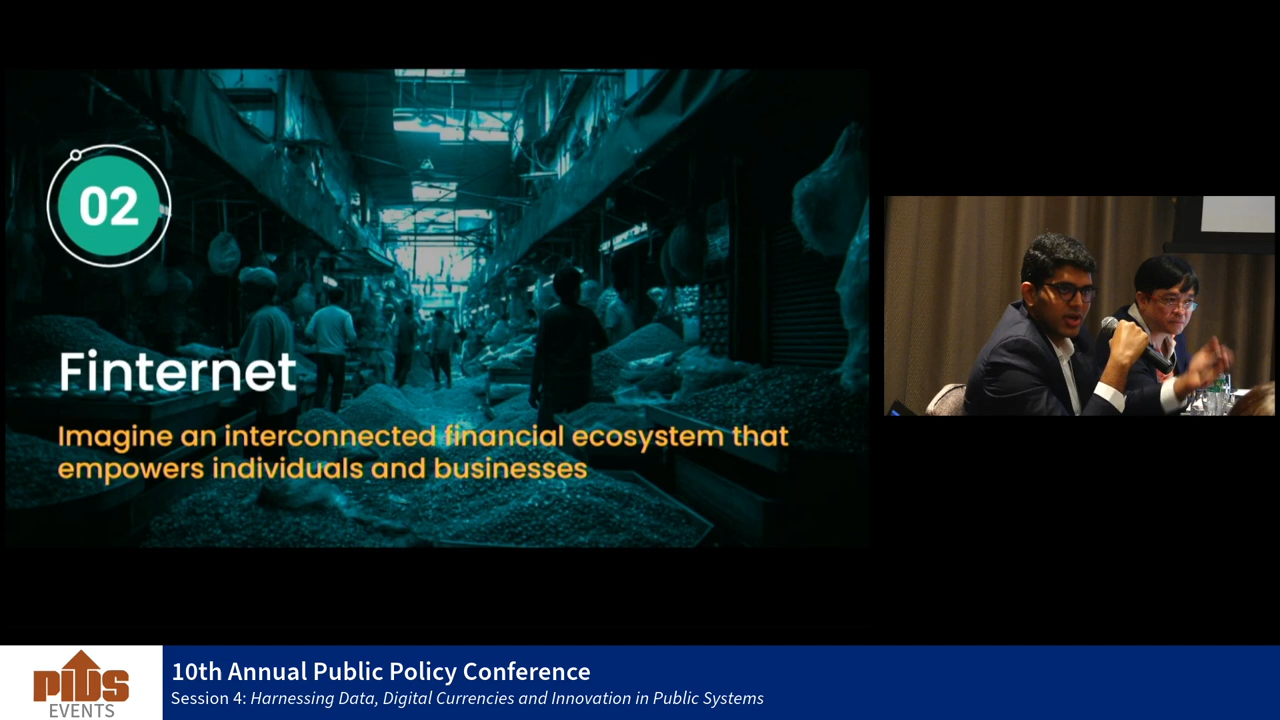 02
Finternet
Imagine an interconnected financial ecosystem that
empowers individuals and businesses
PIDS
EVENTS
10th Annual Public Policy Conference
Session 4: Harnessing Data, Digital Currencies and Innovation in Public Systems